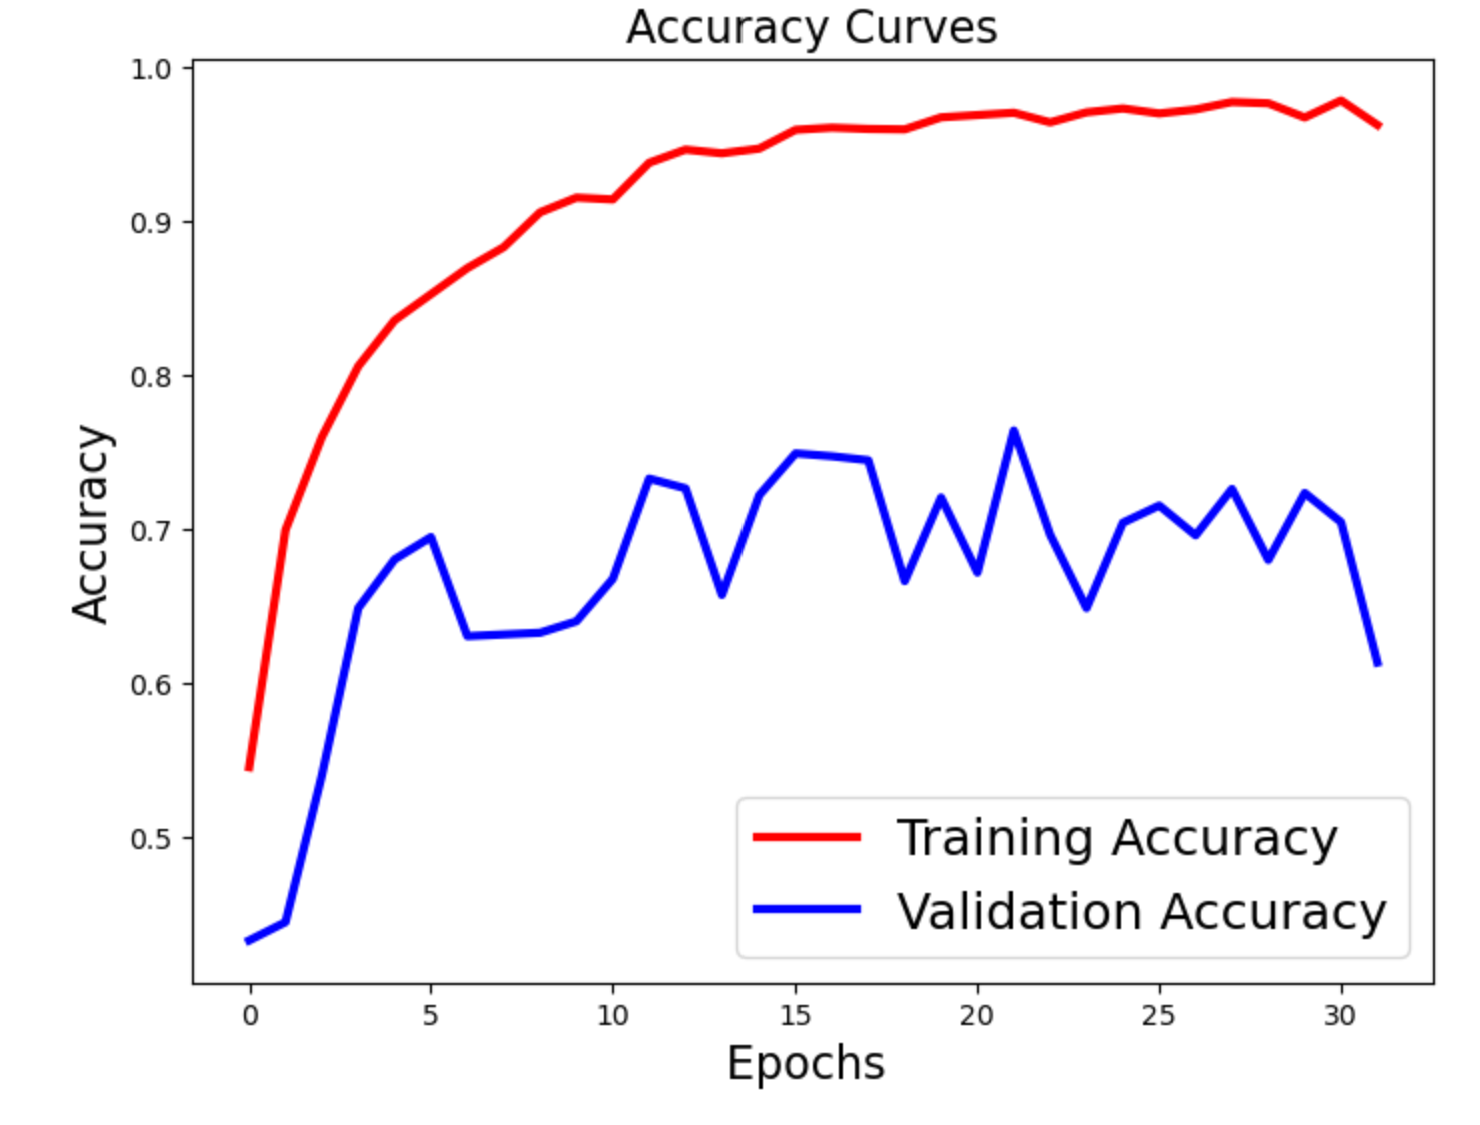 Accuracy Curves
1.0
0.9
0.8
0.7
0.6
0.5
Accuracy
Training Accuracy
Validation Accuracy
0 5 10 15 20 25 30
Epochs